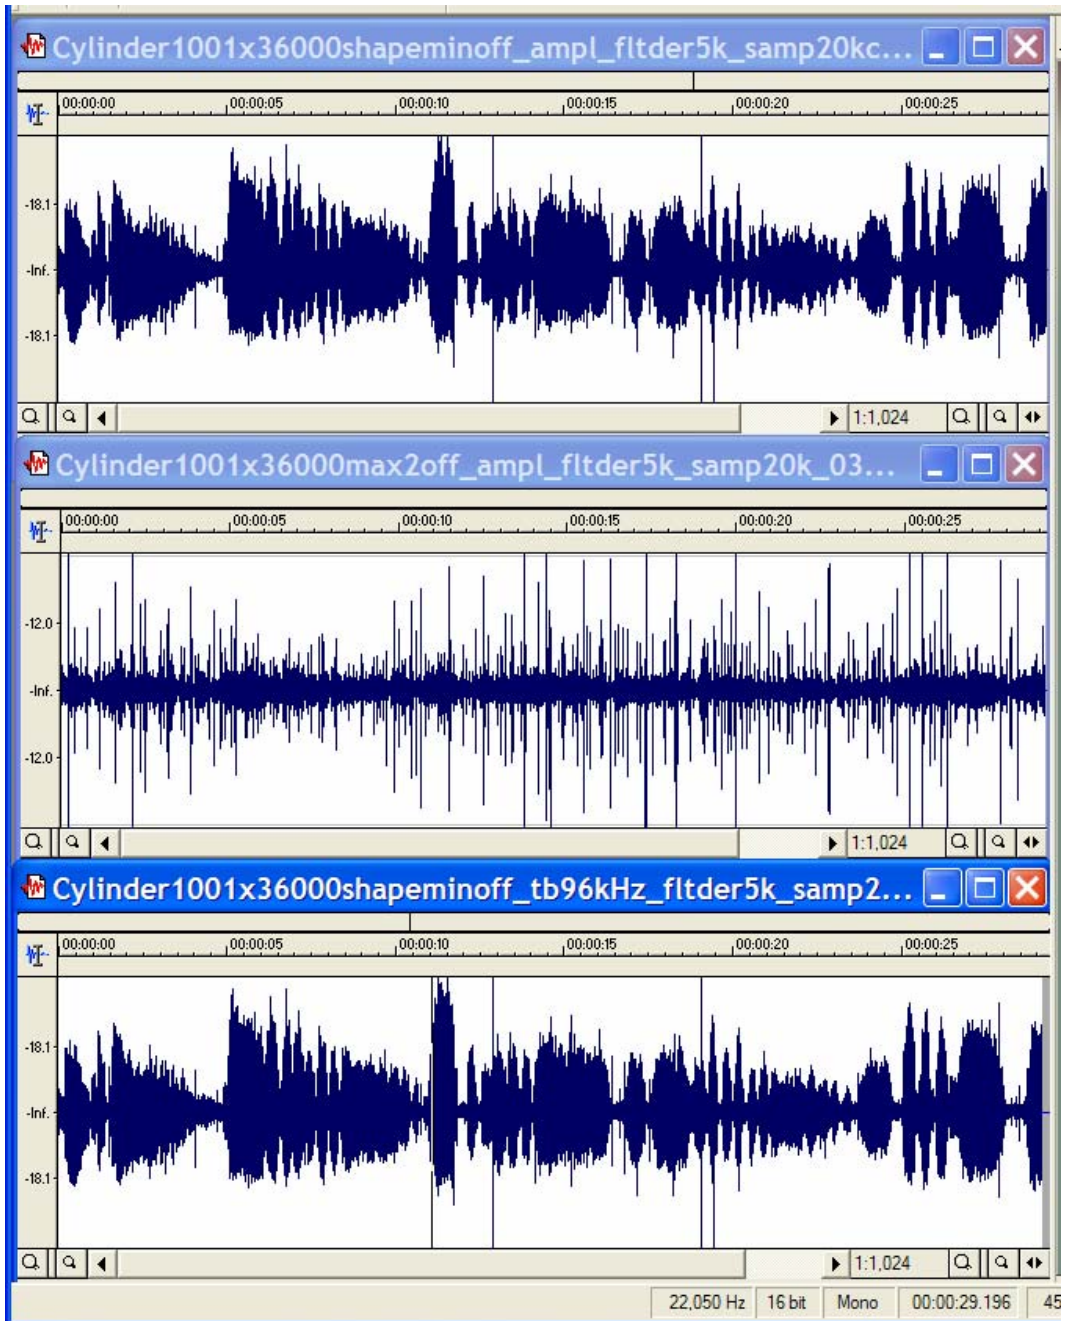 Cylinder1001x36000shapeminoff_ampl_fltder5k_samp20kc...
00:00:00 00:00:05 00:00:10 00:00:15 00:00:20 00:00:25
-18.1
-Inf.
-18.1
1:1,024
Cylinder1001x36000max2off_ampl_fltder5k_samp20k_03...
00:00:00 00:00:05 00:00:10 00:00:15 00:00:20 00:00:25
-12.0
-Inf.
-12.0
1:1,024
Cylinder1001x36000shapeminoff_tb96kHz_fltder5k_samp2...
00:00:00 00:00:05 00:00:10 00:00:15 00:00:20 00:00:25
-18.1
-Inf.
-18.1
1:1,024
22,050 Hz 16 bit Mono 00:00:29.196 45